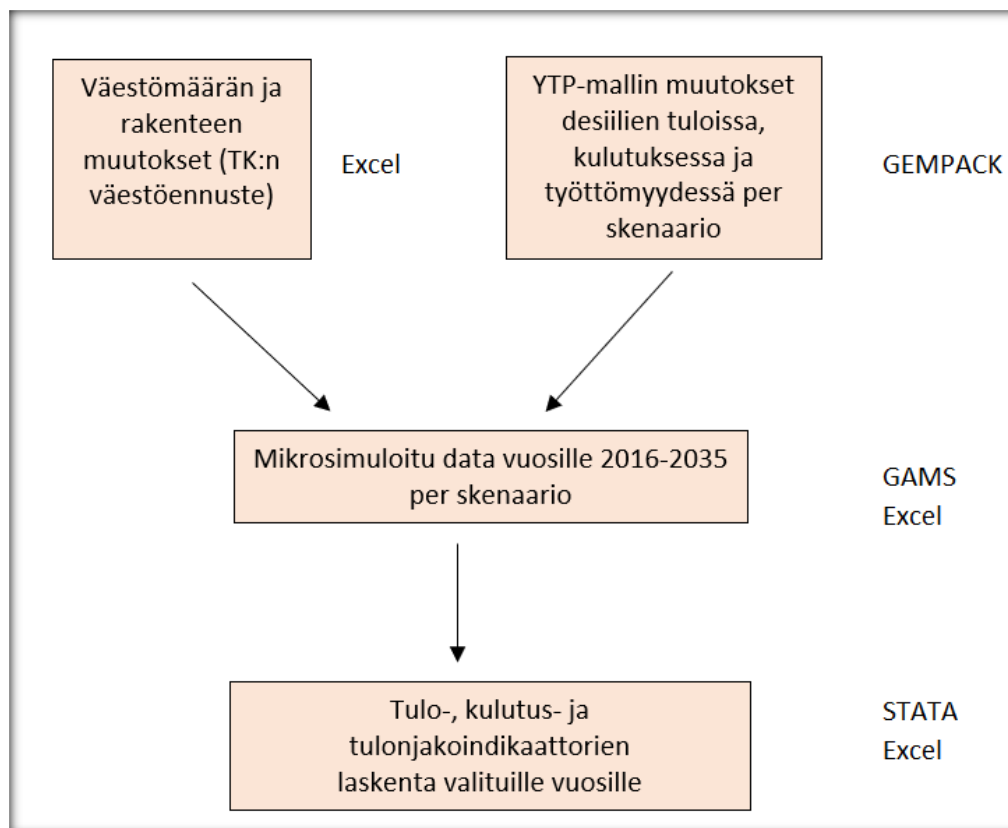 Väestömäärän ja
rakenteen
muutokset (TK:n
väestöennuste)
Excel
YTP-mallin muutokset
desiilien tuloissa,
kulutuksessa ja
työttömyydessä per
skenaario
GEMPACK
Mikrosimuloitu data vuosille 2016-2035
per skenaario
GAMS
Excel
Tulo-, kulutus- ja
tulonjakoindikaattorien
laskenta valituille vuosille
STATA
Excel